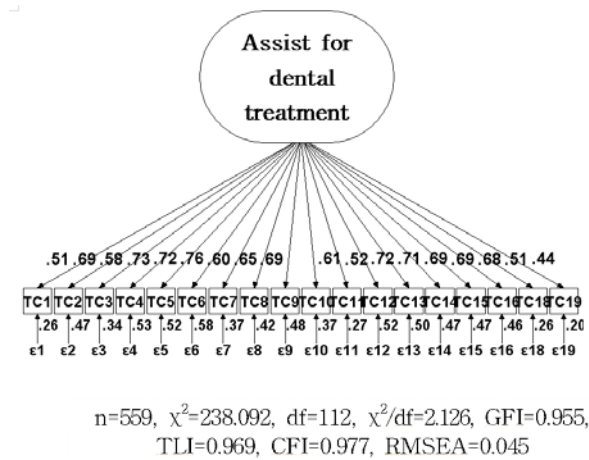 Assist for
dental
treatment
.51 .69 .58 .73 .72 .76 .60 .65 .69 .61 .52 .72 .71 .69 .69 .68 .51 .44
TC1 TC2 TC3 TC4 TC5 TC6 TC7 TC8 TC9 TC10 TC11 TC12 TC13 TC14 TC15 TC16 TC18 TC19
.26 .47 .34 .53 .52 .58 .37 .42 .48 .37 .27 .52 .50 .47 .47 .46 .26 .20
ε1 ε2 ε3 ε4 ε5 ε6 ε7 ε8 ε9 ε10 ε11 ε12 ε13 ε14 ε15 ε16 ε18 ε19
n=559, χ²=238.092, df=112, χ²/df=2.126, GFI=0.955,
TLI=0.969, CFI=0.977, RMSEA=0.045